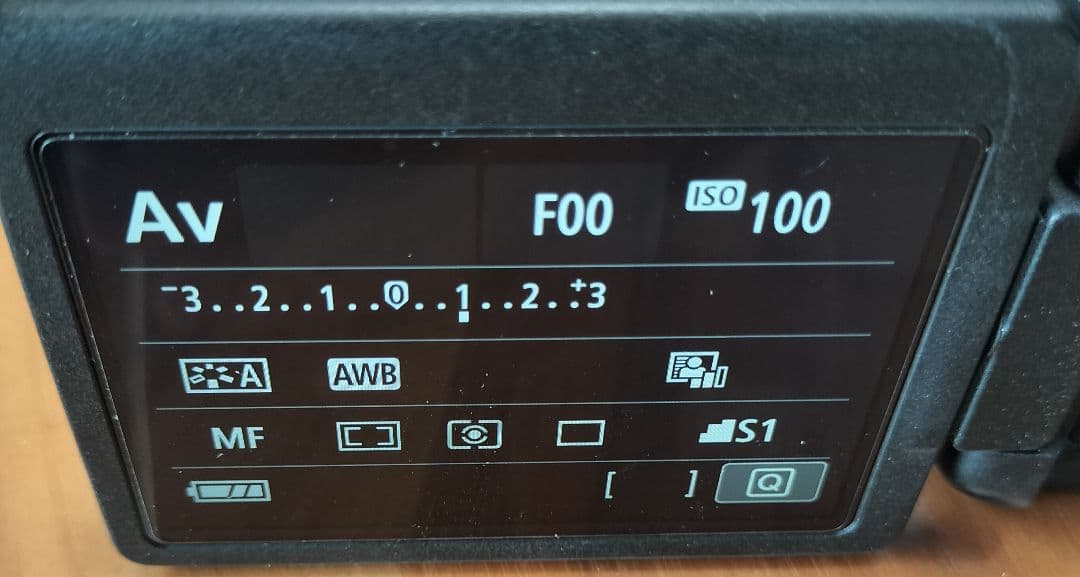 Av F00 ISO 100
-3..2..1..0..1..2..+3
A AWB
MF S1
[ ] Q